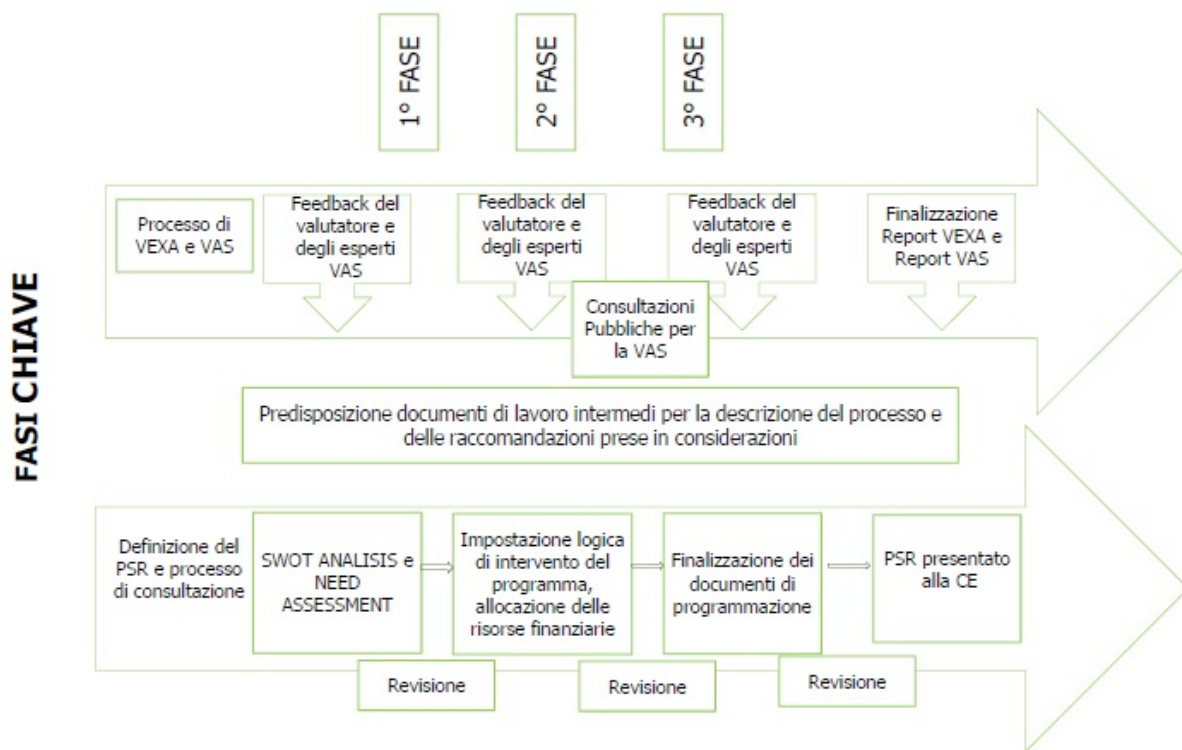 FASI CHIAVE
1° FASE
2° FASE
3° FASE
Processo di
VEXA e VAS
Feedback del
valutatore e
degli esperti
VAS
Feedback del
valutatore e
degli esperti
VAS
Feedback del
valutatore e
degli esperti
VAS
Finalizzazione
Report VEXA e
Report VAS
Consultazioni
Pubbliche per
la VAS
Predisposizione documenti di lavoro intermedi per la descrizione del processo e
delle raccomandazioni prese in considerazioni
Definizione del
PSR e processo
di consultazione
SWOT ANALISIS e
NEED
ASSESSMENT
Impostazione logica
di intervento del
programma,
allocazione delle
risorse finanziarie
Finalizzazione dei
documenti di
programmazione
PSR presentato
alla CE
Revisione
Revisione
Revisione